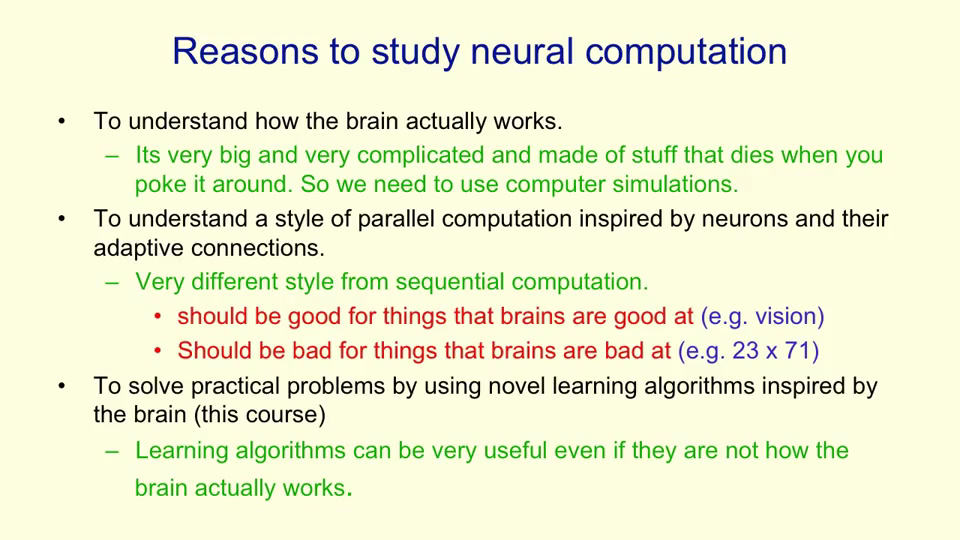 Reasons to study neural computation
• To understand how the brain actually works.
– Its very big and very complicated and made of stuff that dies when you
poke it around. So we need to use computer simulations.
• To understand a style of parallel computation inspired by neurons and their
adaptive connections.
– Very different style from sequential computation.
• should be good for things that brains are good at (e.g. vision)
• Should be bad for things that brains are bad at (e.g. 23 x 71)
• To solve practical problems by using novel learning algorithms inspired by
the brain (this course)
– Learning algorithms can be very useful even if they are not how the
brain actually works.